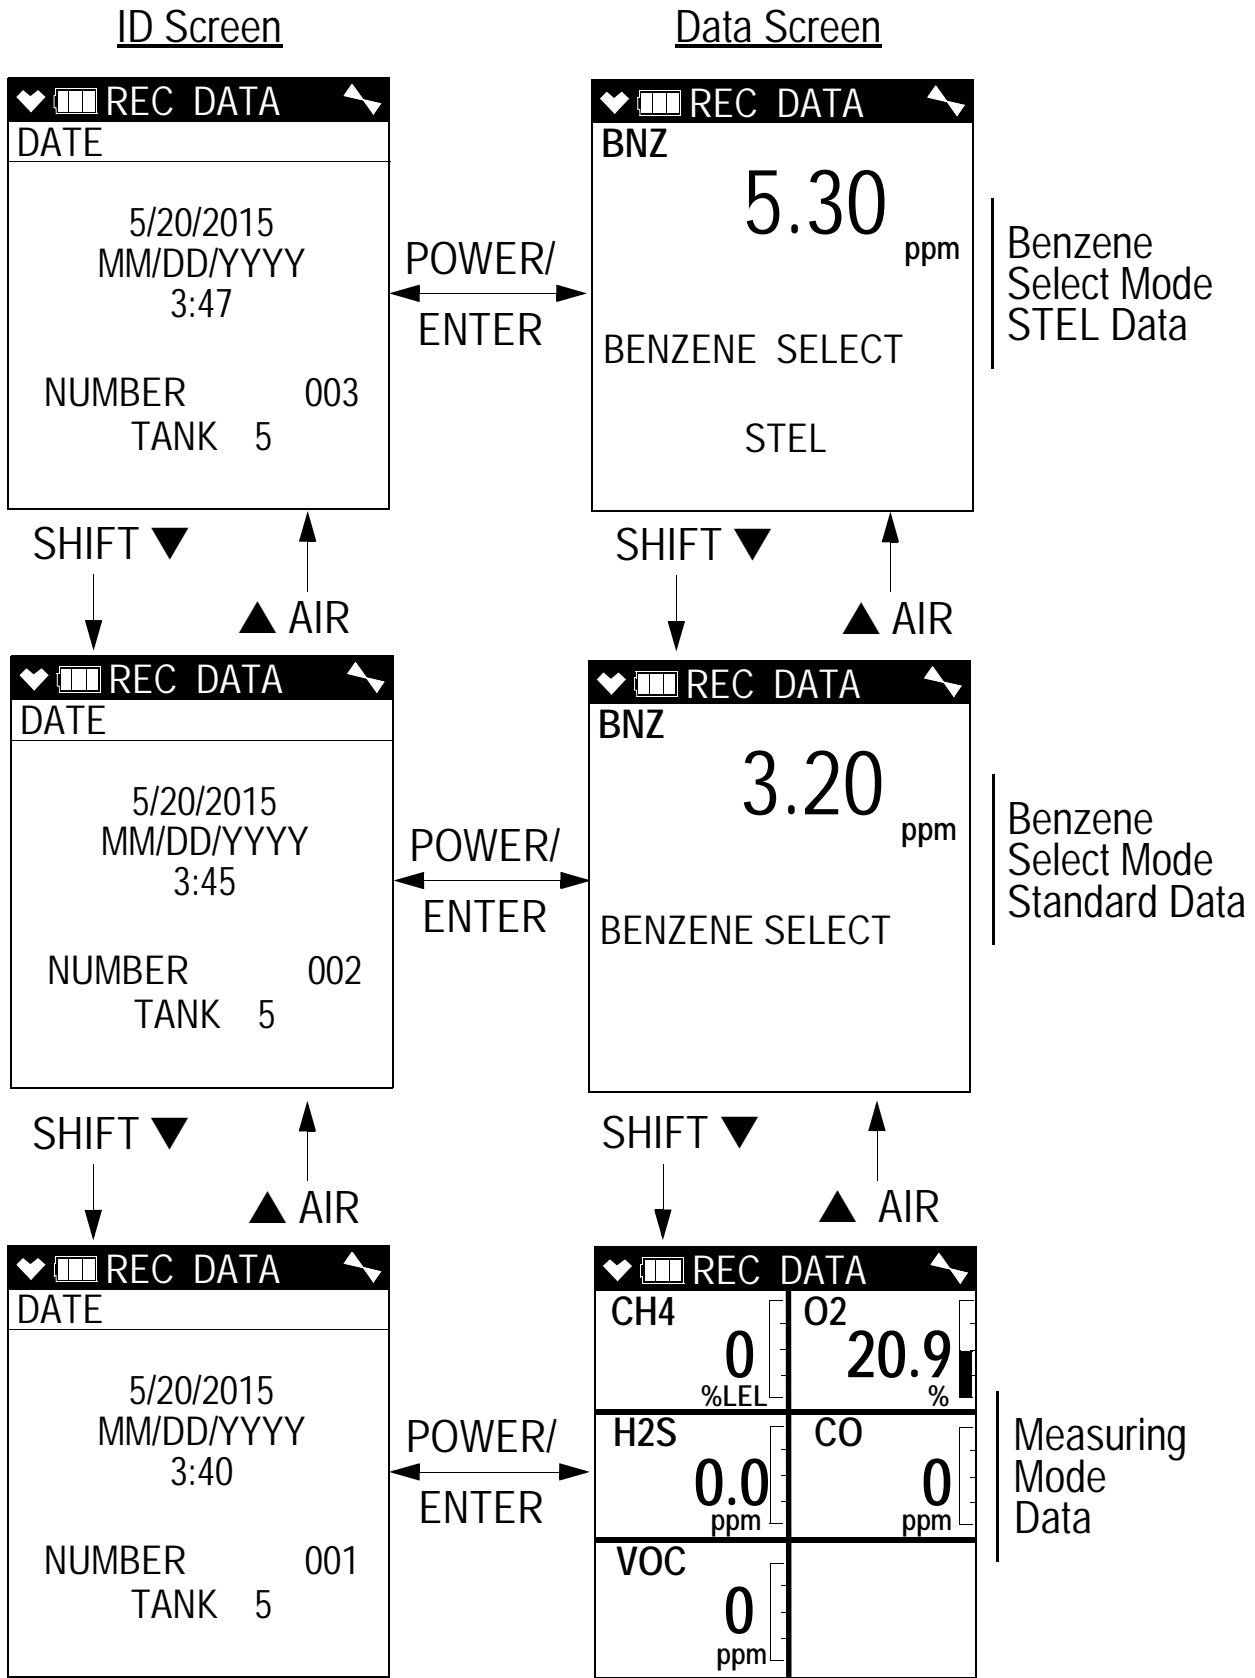 ID Screen
Data Screen
REC DATA
DATE
5/20/2015
MM/DD/YYYY
3:47
NUMBER 003
TANK 5
POWER/
ENTER
REC DATA
BNZ
5.30
ppm
BENZENE SELECT
STEL
Benzene
Select Mode
STEL Data
SHIFT ▼
▲ AIR
SHIFT ▼
▲ AIR
REC DATA
DATE
5/20/2015
MM/DD/YYYY
3:45
NUMBER 002
TANK 5
POWER/
ENTER
REC DATA
BNZ
3.20
ppm
BENZENE SELECT
Benzene
Select Mode
Standard Data
SHIFT ▼
▲ AIR
SHIFT ▼
▲ AIR
REC DATA
DATE
5/20/2015
MM/DD/YYYY
3:40
NUMBER 001
TANK 5
POWER/
ENTER
REC DATA
CH4
0
%LEL
O2
20.9
%
H2S
0.0
ppm
CO
0
ppm
VOC
0
ppm
Measuring
Mode
Data